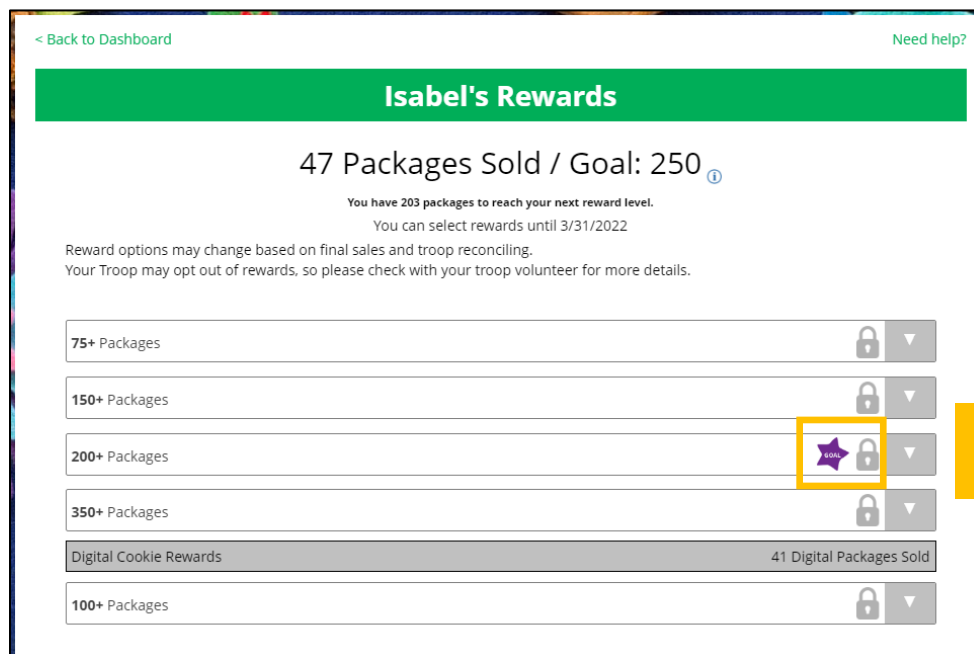 < Back to Dashboard
Need help?
Isabel's Rewards
47 Packages Sold / Goal: 250 i
You have 203 packages to reach your next reward level.
You can select rewards until 3/31/2022
Reward options may change based on final sales and troop reconciling.
Your Troop may opt out of rewards, so please check with your troop volunteer for more details.
75+ Packages
150+ Packages
200+ Packages
GOAL
350+ Packages
Digital Cookie Rewards
41 Digital Packages Sold
100+ Packages